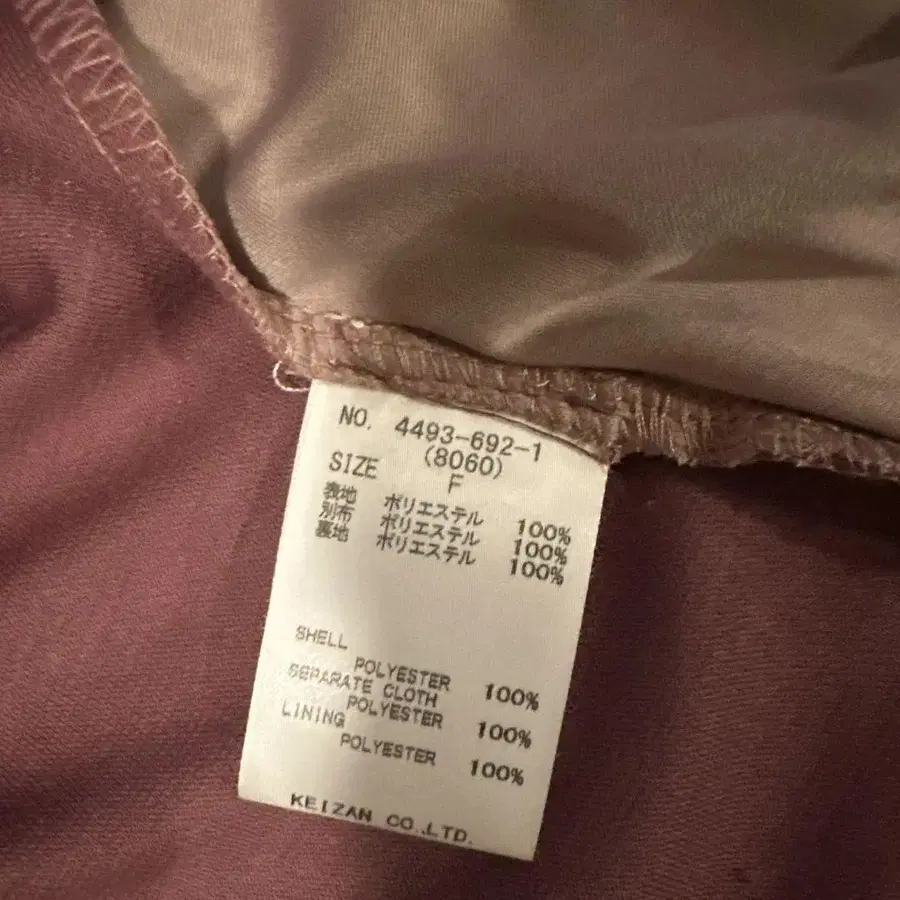 NO. 4493-692-1
(8060)
SIZE F
表地 ポリエステル 100%
別布 ポリエステル 100%
裏地 ポリエステル 100%
SHELL
POLYESTER 100%
SEPARATE CLOTH
POLYESTER 100%
LINING
POLYESTER 100%
KEIZAN CO.,LTD.